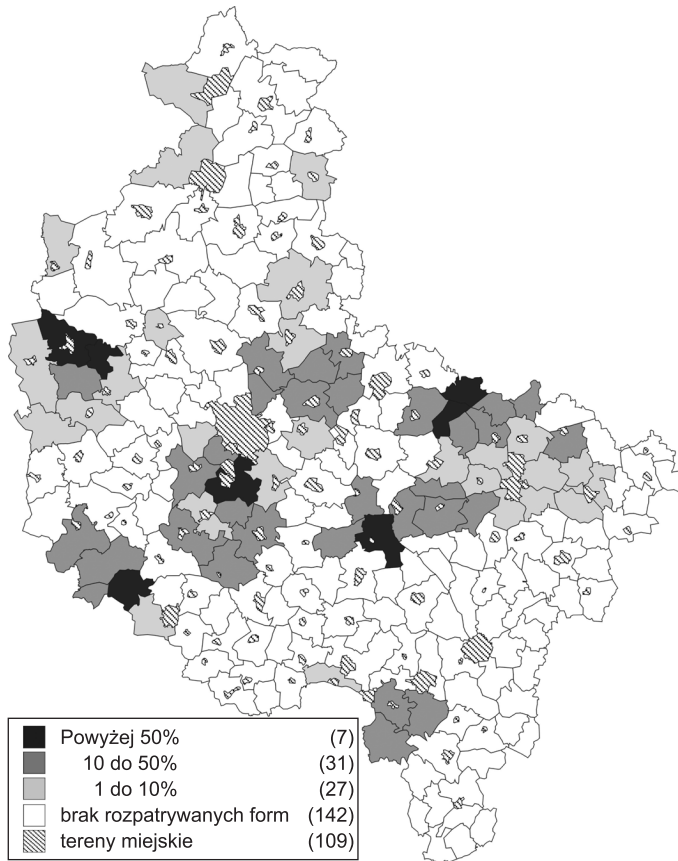 Powyżej 50% (7)
10 do 50% (31)
1 do 10% (27)
brak rozpatrywanych form (142)
tereny miejskie (109)